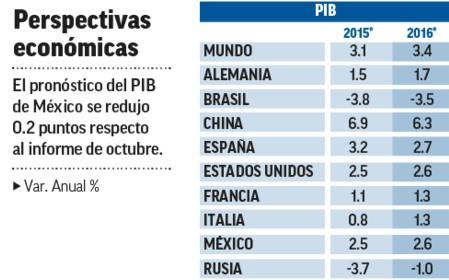 Perspectivas
económicas
El pronóstico del PIB
de México se redujo
0.2 puntos respecto
al informe de octubre.
▶ Var. Anual %
PIB
2015* 2016*
MUNDO 3.1 3.4
ALEMANIA 1.5 1.7
BRASIL -3.8 -3.5
CHINA 6.9 6.3
ESPAÑA 3.2 2.7
ESTADOS UNIDOS 2.5 2.6
FRANCIA 1.1 1.3
ITALIA 0.8 1.3
MÉXICO 2.5 2.6
RUSIA -3.7 -1.0